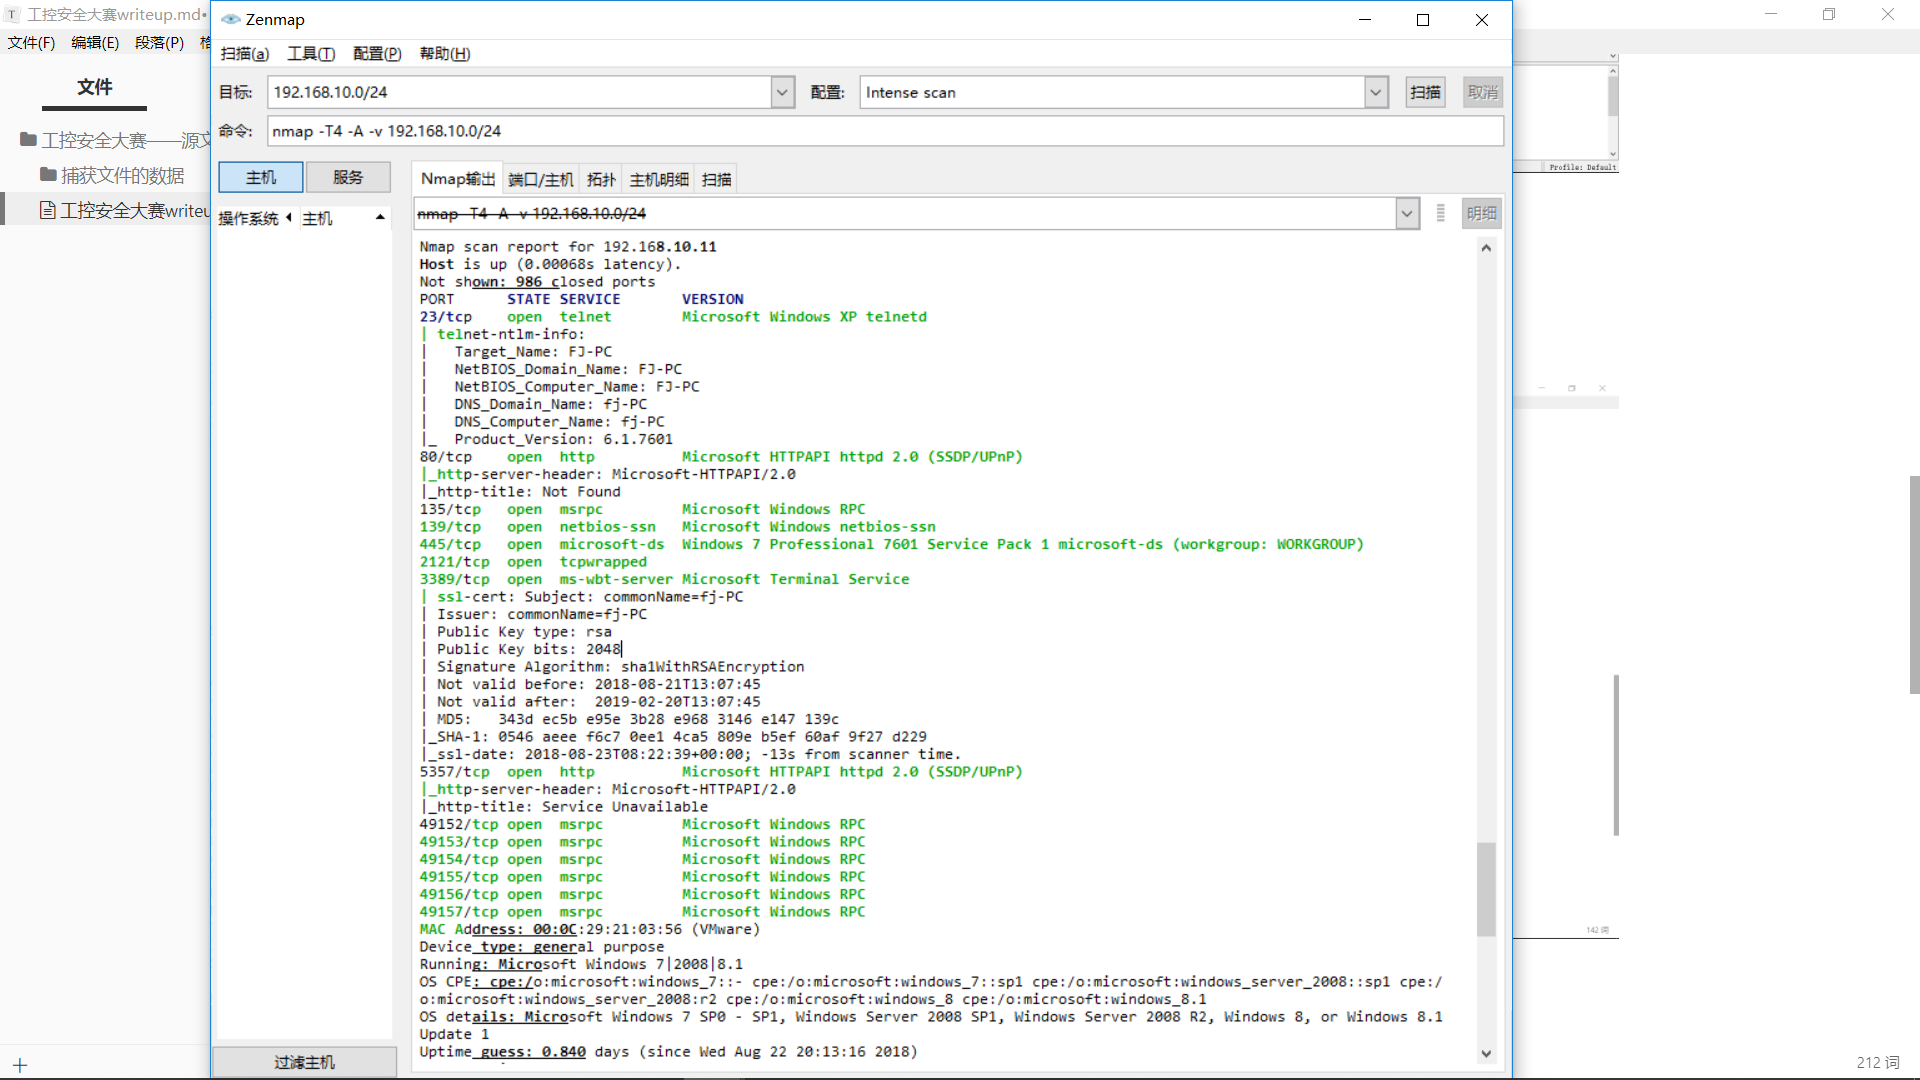 工控安全大赛writeup.md•
文件(F) 编辑(E) 段落(P) 格
文件
工控安全大赛——源文
捕获文件的数据
工控安全大赛writeu
Zenmap
扫描(a) 工具(T) 配置(P) 帮助(H)
目标: 192.168.10.0/24 配置: Intense scan 扫描 取消
命令: nmap -T4 -A -v 192.168.10.0/24
主机 服务
操作系统 主机
Nmap输出 端口/主机 拓扑 主机明细 扫描
nmap -T4 -A -v 192.168.10.0/24 明细
Nmap scan report for 192.168.10.11
Host is up (0.00068s latency).
Not shown: 986 closed ports
PORT STATE SERVICE VERSION
23/tcp open telnet Microsoft Windows XP telnetd
| telnet-ntlm-info:
| Target_Name: FJ-PC
| NetBIOS_Domain_Name: FJ-PC
| NetBIOS_Computer_Name: FJ-PC
| DNS_Domain_Name: fj-PC
| DNS_Computer_Name: fj-PC
|_ Product_Version: 6.1.7601
80/tcp open http Microsoft HTTPAPI httpd 2.0 (SSDP/UPnP)
|_http-server-header: Microsoft-HTTPAPI/2.0
|_http-title: Not Found
135/tcp open msrpc Microsoft Windows RPC
139/tcp open netbios-ssn Microsoft Windows netbios-ssn
445/tcp open microsoft-ds Windows 7 Professional 7601 Service Pack 1 microsoft-ds (workgroup: WORKGROUP)
2121/tcp open tcpwrapped
3389/tcp open ms-wbt-server Microsoft Terminal Service
| ssl-cert: Subject: commonName=fj-PC
| Issuer: commonName=fj-PC
| Public Key type: rsa
| Public Key bits: 2048
| Signature Algorithm: sha1WithRSAEncryption
| Not valid before: 2018-08-21T13:07:45
| Not valid after: 2019-02-20T13:07:45
| MD5: 343d ec5b e95e 3b28 e968 3146 e147 139c
|_SHA-1: 0546 aeee f6c7 0ee1 4ca5 809e b5ef 60af 9f27 d229
|_ssl-date: 2018-08-23T08:22:39+00:00; -13s from scanner time.
5357/tcp open http Microsoft HTTPAPI httpd 2.0 (SSDP/UPnP)
|_http-server-header: Microsoft-HTTPAPI/2.0
|_http-title: Service Unavailable
49152/tcp open msrpc Microsoft Windows RPC
49153/tcp open msrpc Microsoft Windows RPC
49154/tcp open msrpc Microsoft Windows RPC
49155/tcp open msrpc Microsoft Windows RPC
49156/tcp open msrpc Microsoft Windows RPC
49157/tcp open msrpc Microsoft Windows RPC
MAC Address: 00:0C:29:21:03:56 (VMware)
Device type: general purpose
Running: Microsoft Windows 7|2008|8.1
OS CPE: cpe:/o:microsoft:windows_7::- cpe:/o:microsoft:windows_7::sp1 cpe:/o:microsoft:windows_server_2008::sp1 cpe:/
o:microsoft:windows_server_2008:r2 cpe:/o:microsoft:windows_8 cpe:/o:microsoft:windows_8.1
OS details: Microsoft Windows 7 SP0 - SP1, Windows Server 2008 SP1, Windows Server 2008 R2, Windows 8, or Windows 8.1
Update 1
Uptime guess: 0.840 days (since Wed Aug 22 20:13:16 2018)
过滤主机
Profile: Default
142 词
212 词